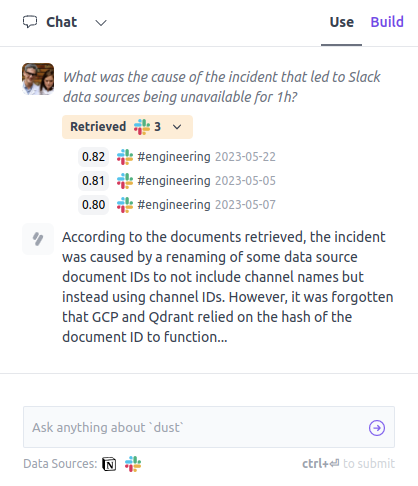 Chat
Use
Build
What was the cause of the incident that led to Slack
data sources being unavailable for 1h?
Retrieved 3
0.82 #engineering 2023-05-22
0.81 #engineering 2023-05-05
0.80 #engineering 2023-05-07
According to the documents retrieved, the incident
was caused by a renaming of some data source
document IDs to not include channel names but
instead using channel IDs. However, it was forgotten
that GCP and Qdrant relied on the hash of the
document ID to function...
Ask anything about `dust`
Data Sources: N
ctrl+⏎ to submit